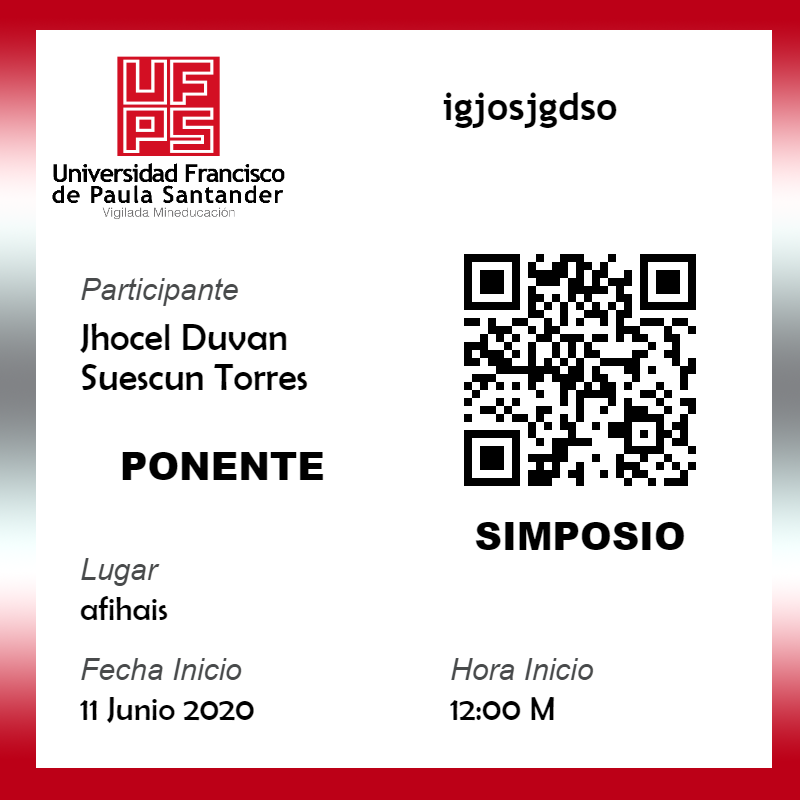 UFPS
Universidad Francisco
de Paula Santander
Vigilada Mineducación
igjosjgdso
Participante
Jhocel Duvan
Suescun Torres
PONENTE
SIMPOSIO
Lugar
afihais
Fecha Inicio
11 Junio 2020
Hora Inicio
12:00 M